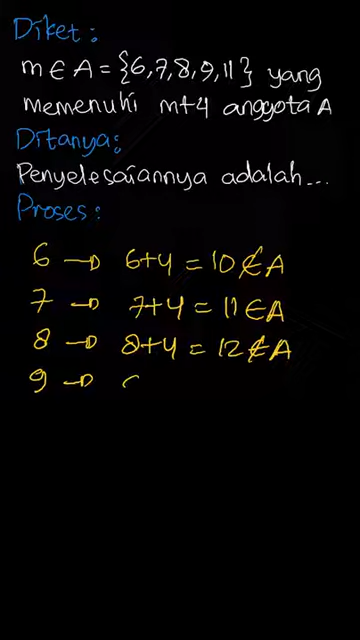 Diket:
m ∈ A = {6,7,8,9,11} yang
memenuhi m+4 anggota A
Ditanya:
Penyelesaiannya adalah...
Proses:
6 → 6+4 = 10 ∉ A
7 → 7+4 = 11 ∈ A
8 → 8+4 = 12 ∉ A
9 →